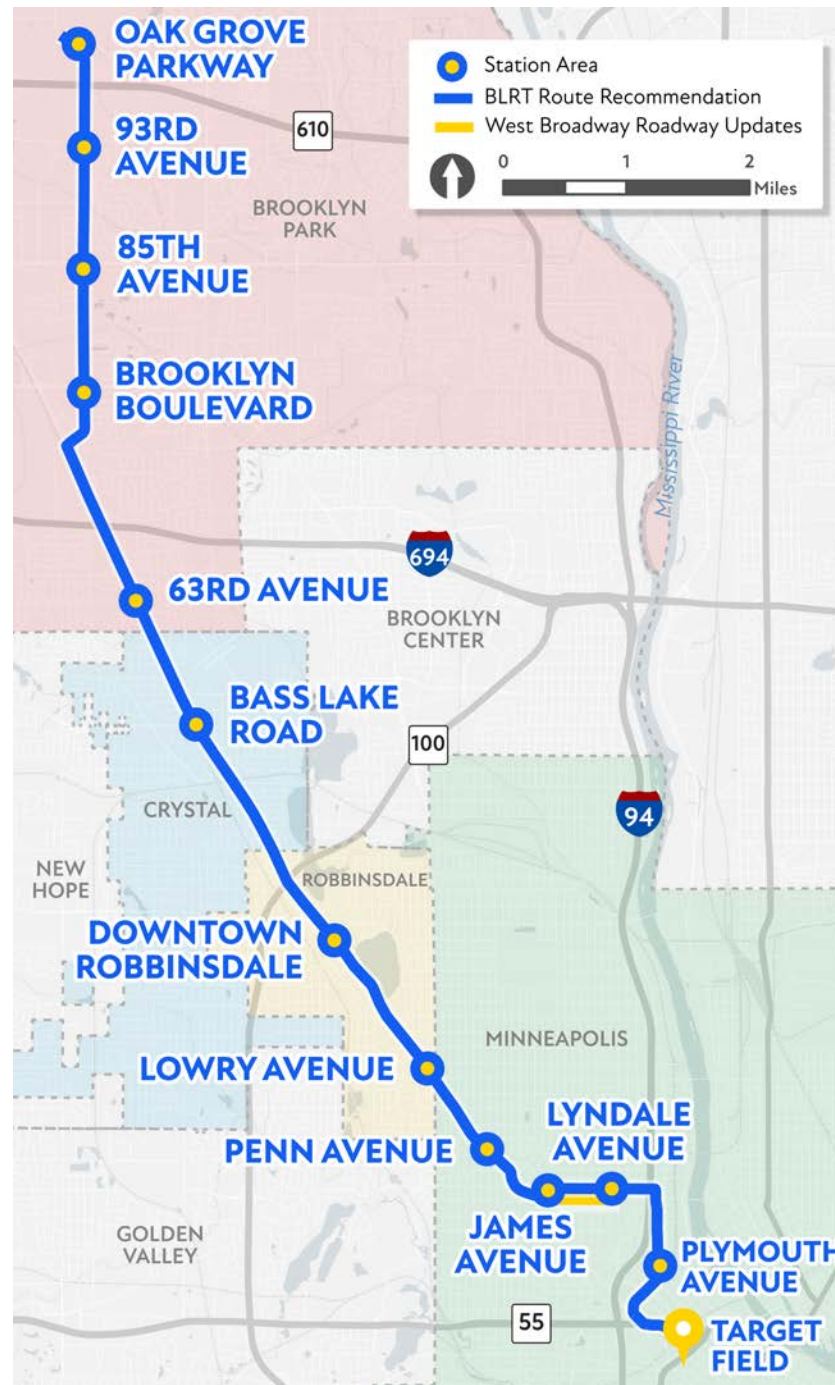 OAK GROVE
PARKWAY
Station Area
BLRT Route Recommendation
West Broadway Roadway Updates
0 1 2
Miles
93RD
AVENUE
610
BROOKLYN
PARK
85TH
AVENUE
BROOKLYN
BOULEVARD
Mississippi River
694
63RD AVENUE
BROOKLYN
CENTER
BASS LAKE
ROAD
100
94
CRYSTAL
NEW
HOPE
ROBBINSDALE
DOWNTOWN
ROBBINSDALE
MINNEAPOLIS
LOWRY AVENUE
LYNDALE
AVENUE
PENN AVENUE
JAMES
AVENUE
GOLDEN
VALLEY
PLYMOUTH
AVENUE
55
TARGET
FIELD